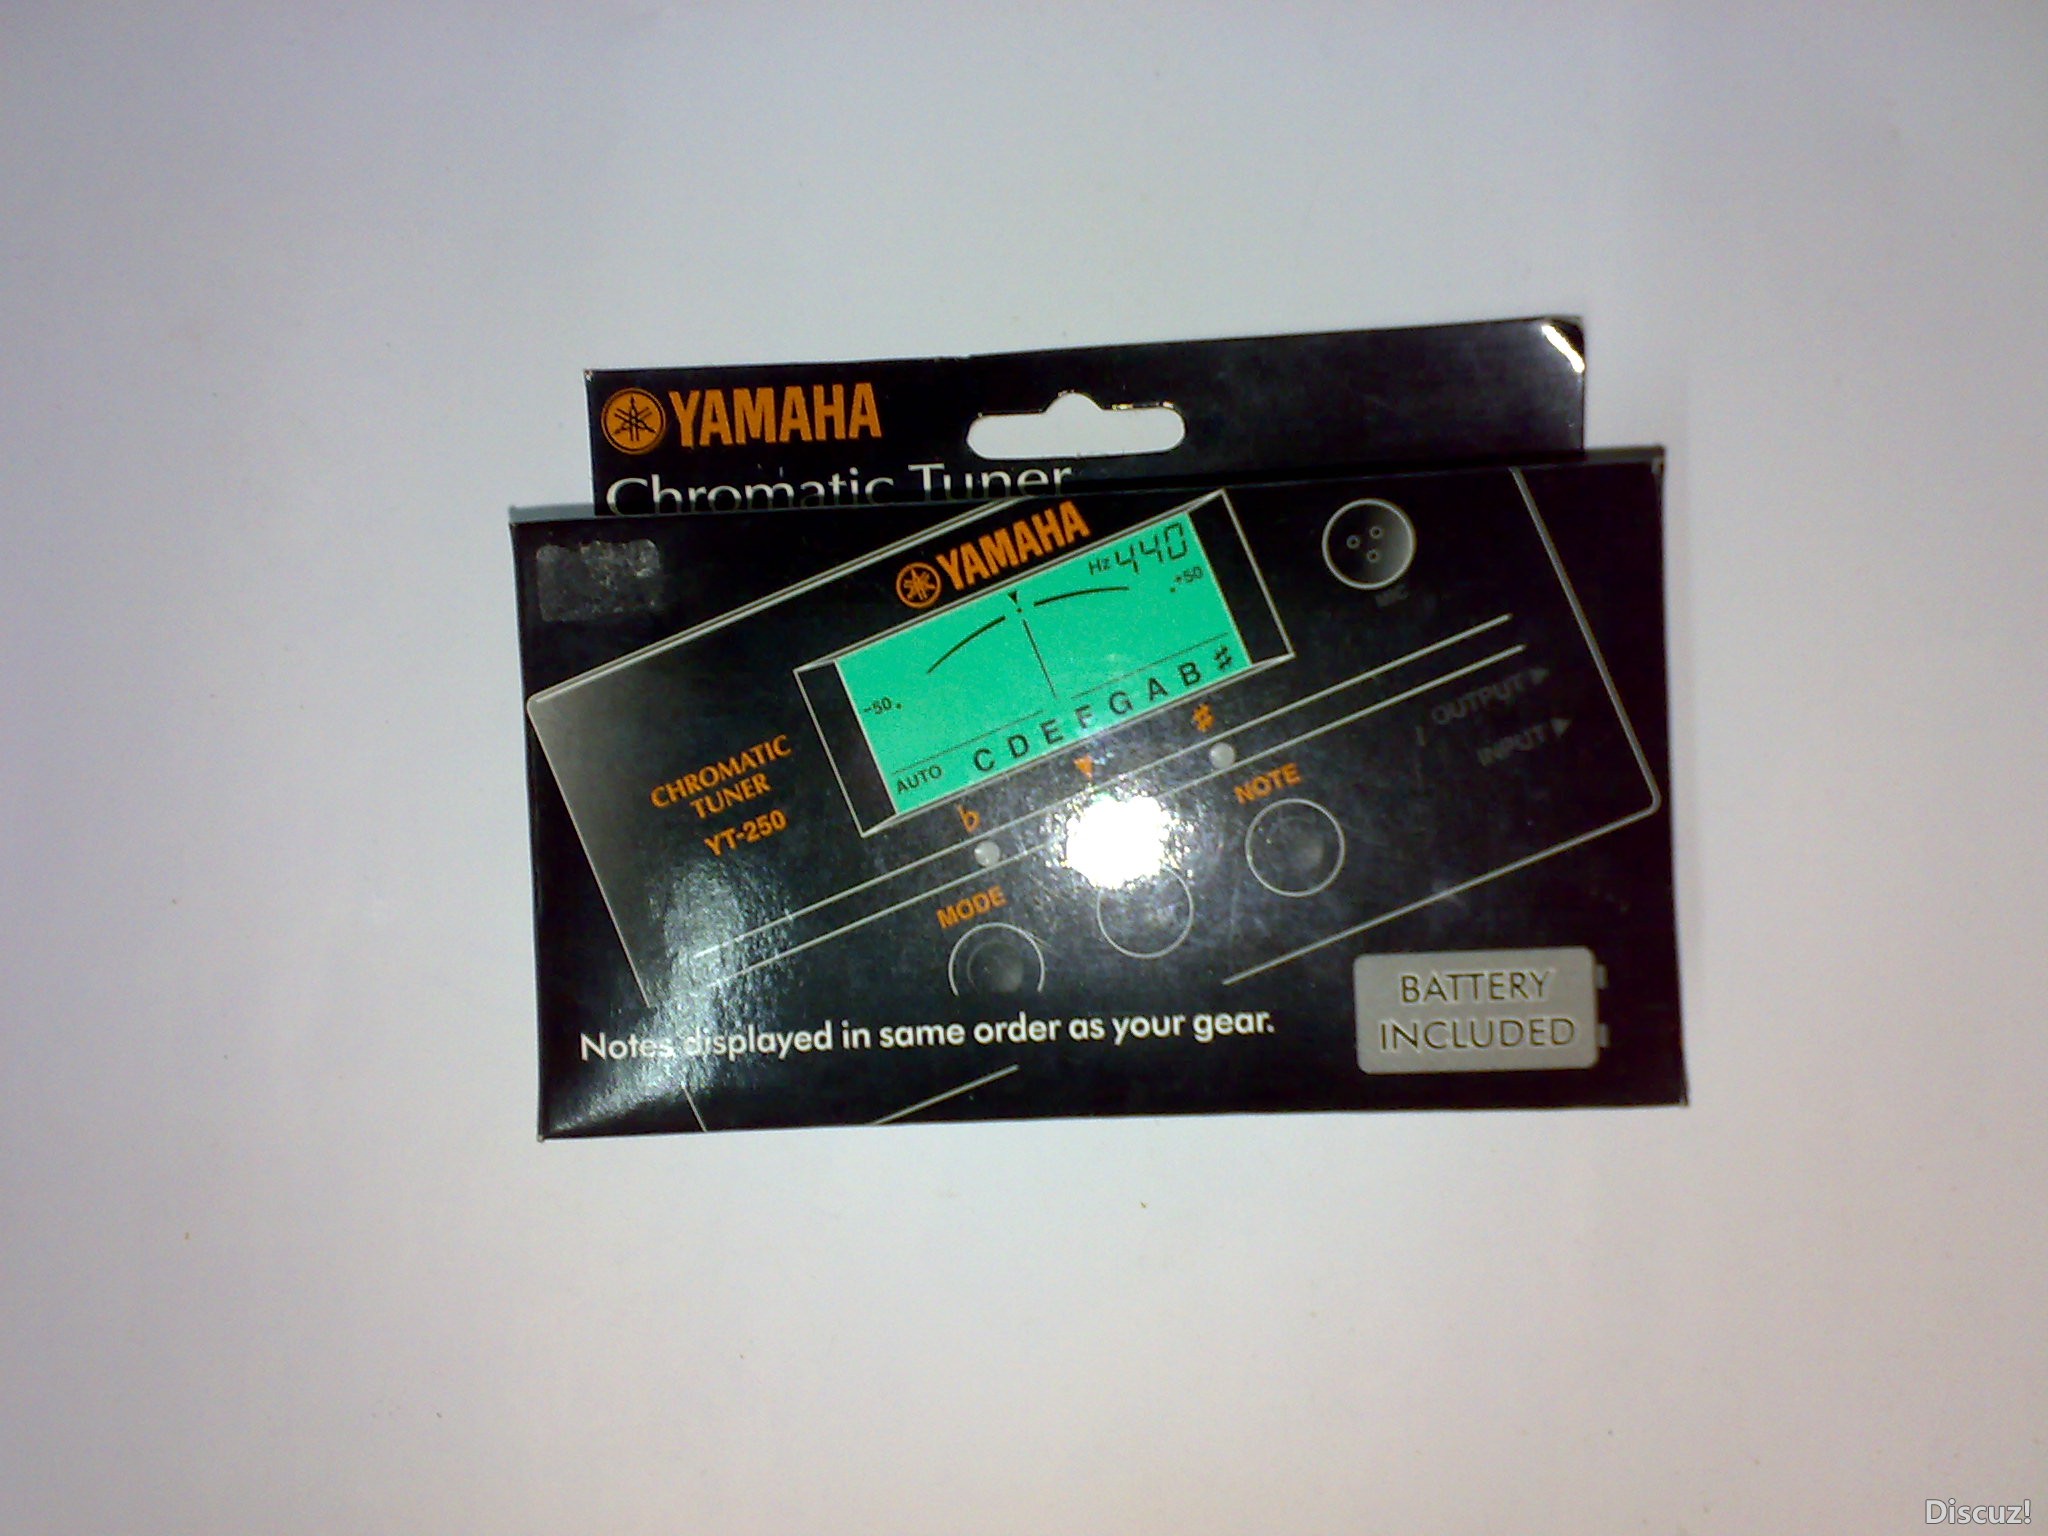 YAMAHA
Chromatic Tuner
YAMAHA
Hz 440
-50
+50
AUTO C D E F G A B #
MIC
CHROMATIC
TUNER
YT-250
♭ ▼ #
OUTPUT ▶
INPUT ▶
MODE
NOTE
Notes displayed in same order as your gear.
BATTERY
INCLUDED
Discuz!